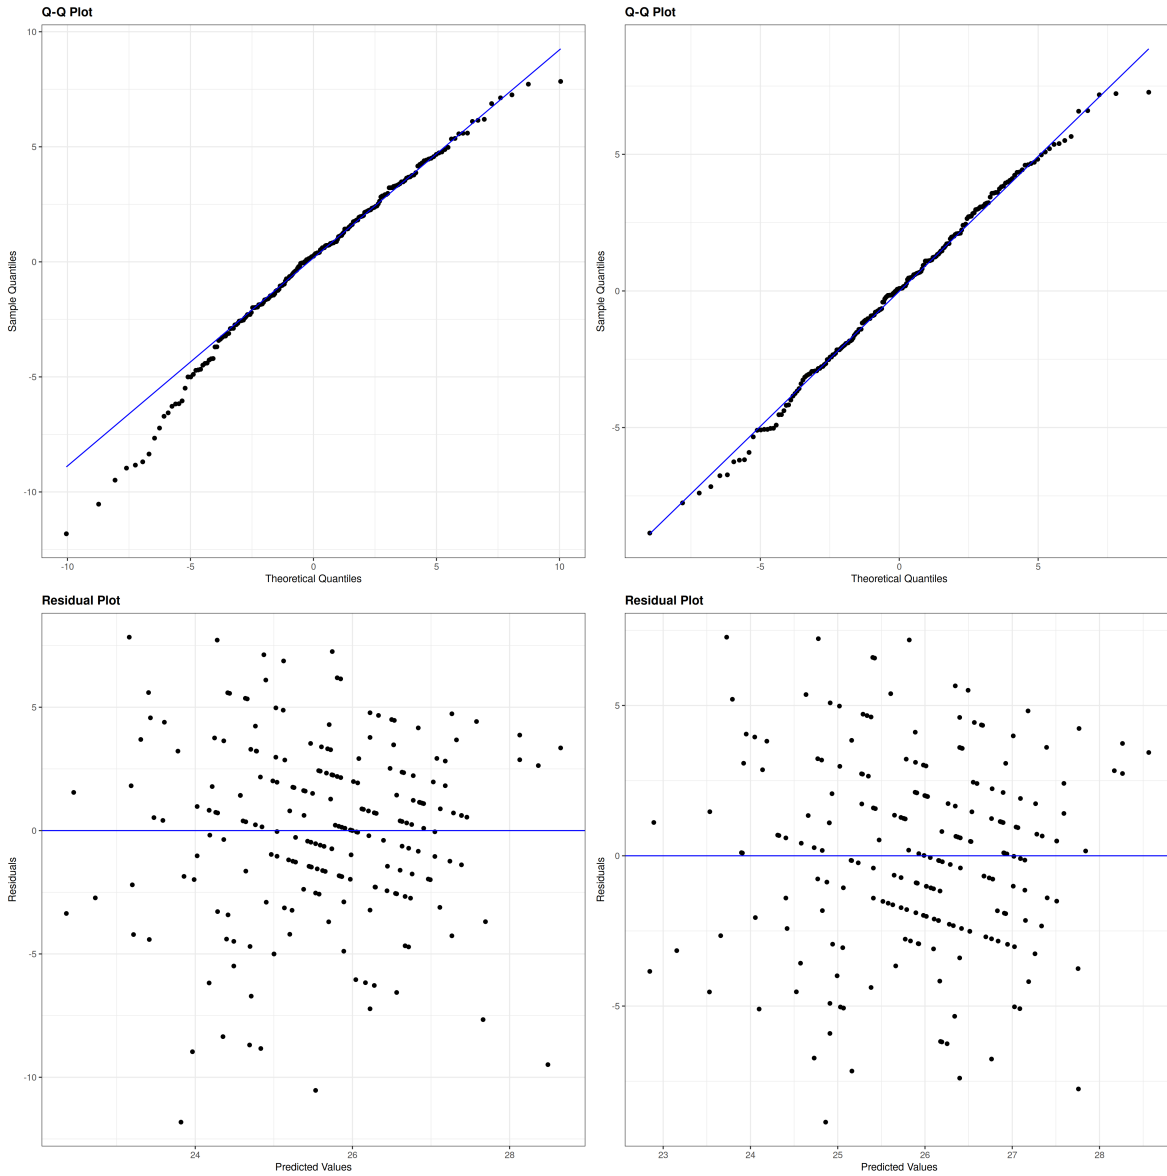 Q-Q Plot
10
5
0
-5
-10
Sample Quantiles
-10
-5
0
5
10
Theoretical Quantiles
Q-Q Plot
5
0
-5
Sample Quantiles
-5
0
5
Theoretical Quantiles
Residual Plot
5
0
-5
-10
Residuals
24
26
28
Predicted Values
Residual Plot
5
0
-5
Residuals
23
24
25
26
27
28
Predicted Values